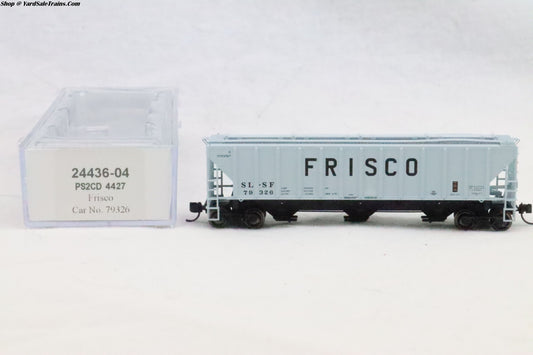 Shop @ YardSaleTrains.Com
24436-04
PS2CD 4427
Frisco
Car No. 79326
FRISCO
SL-SF
79 326